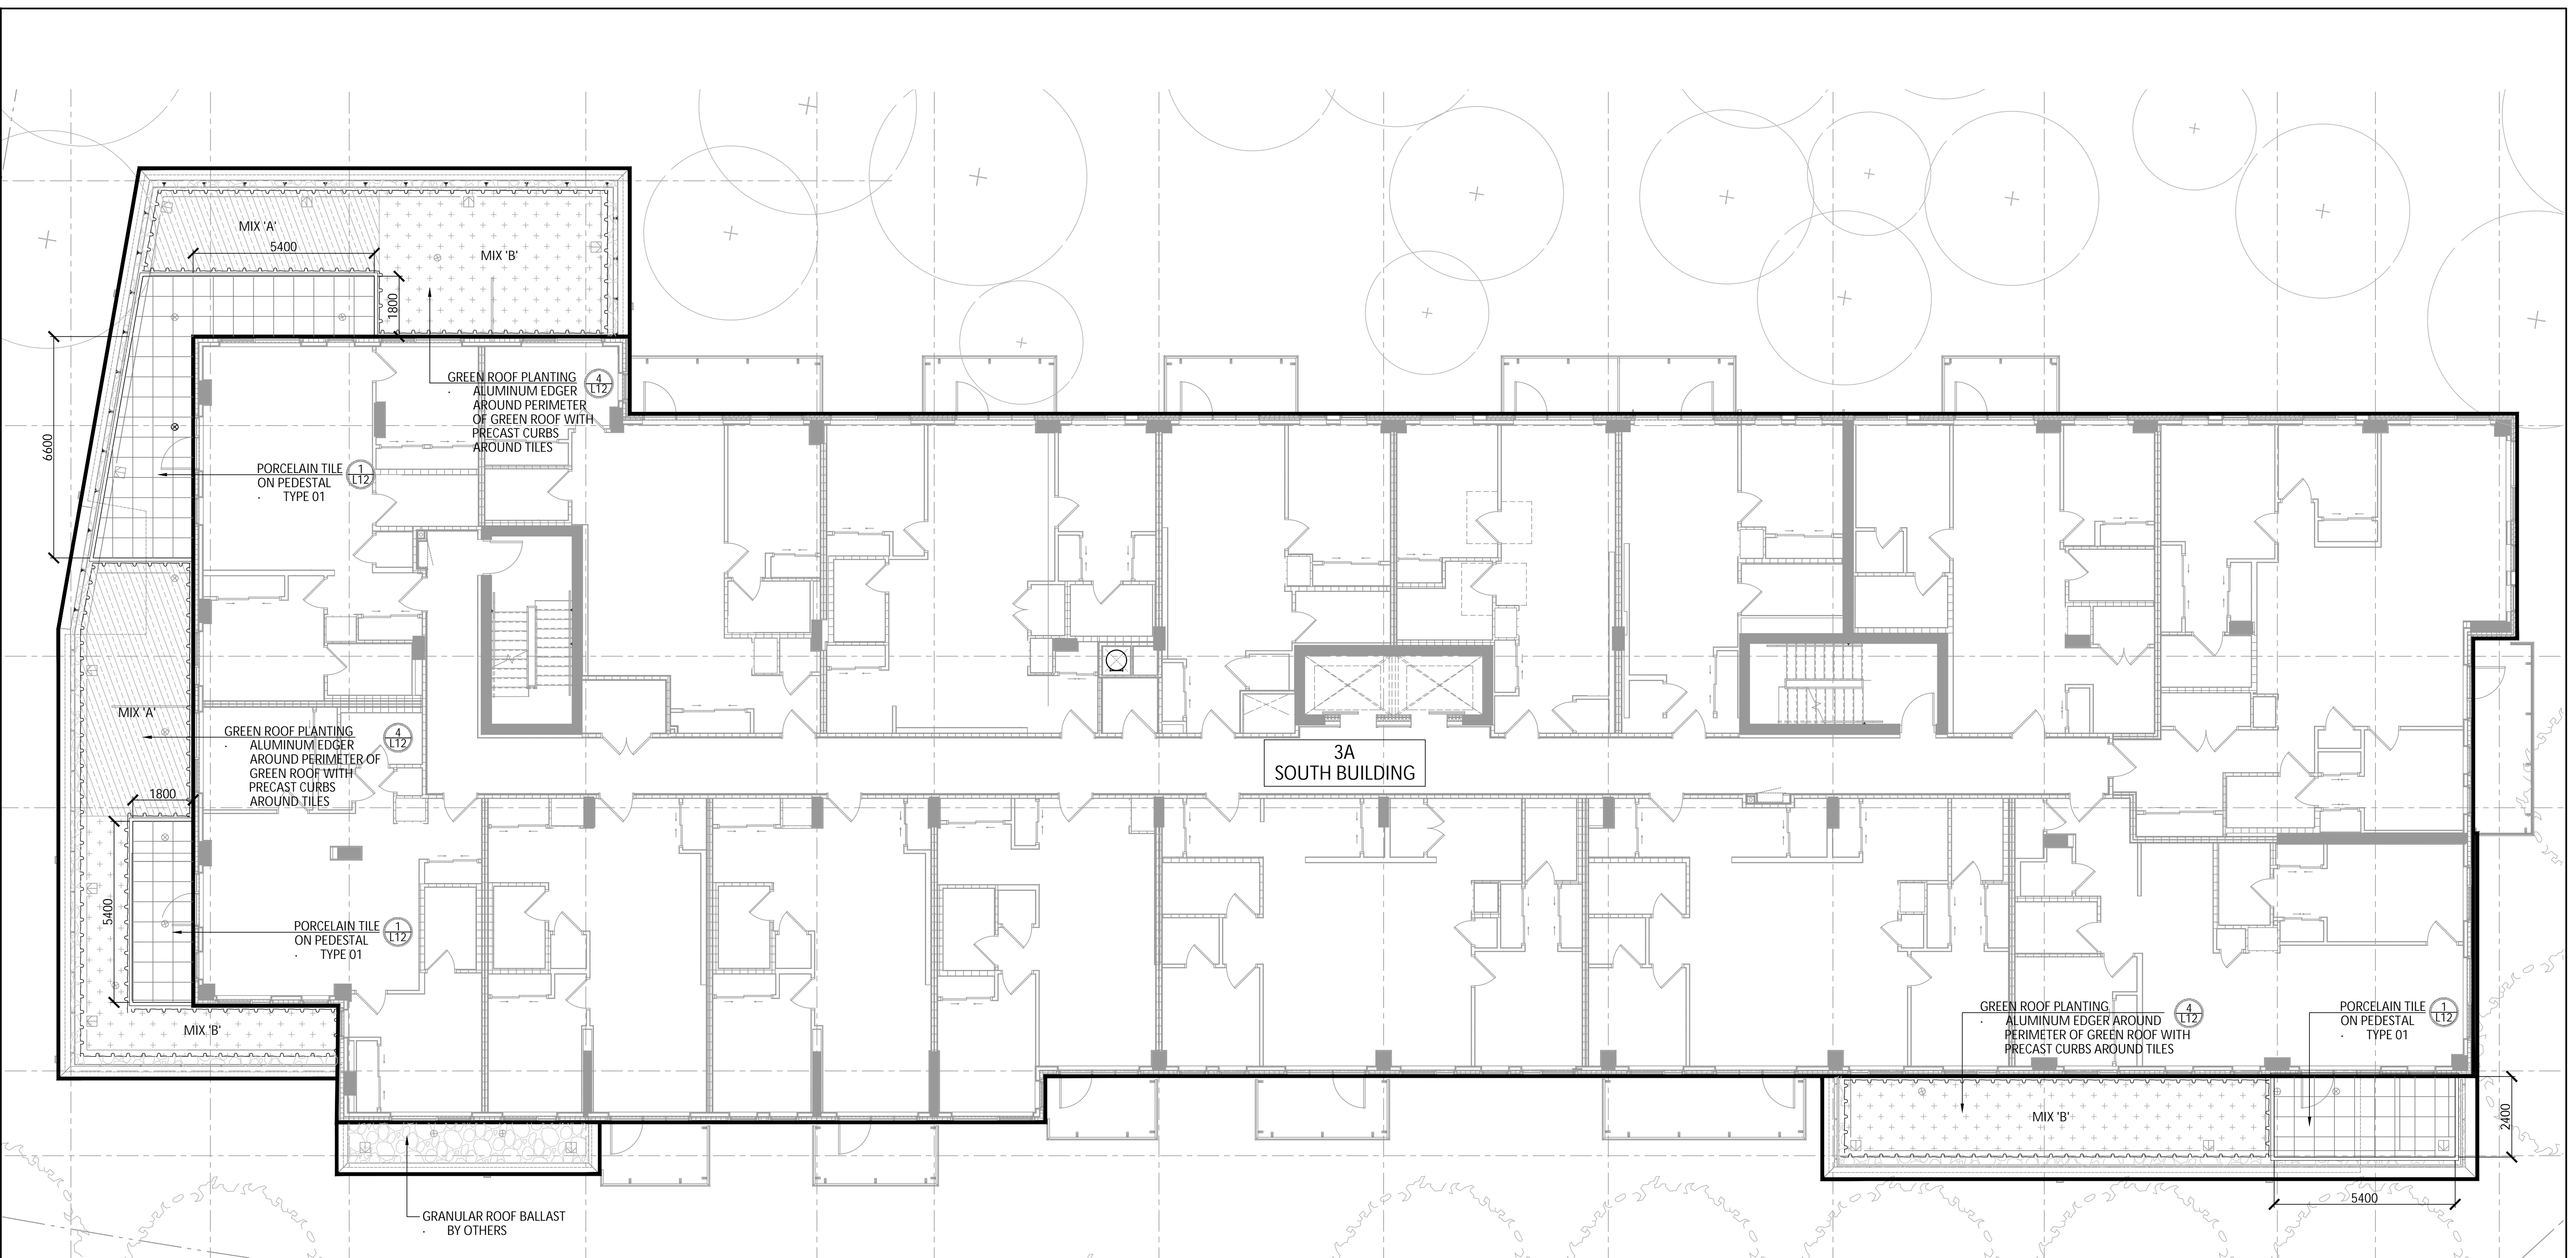 MIX 'A'
5400
MIX 'B'
1800
6600
GREEN ROOF PLANTING
· ALUMINUM EDGER
AROUND PERIMETER
OF GREEN ROOF WITH
PRECAST CURBS
AROUND TILES
4
L12
PORCELAIN TILE
ON PEDESTAL
· TYPE 01
1
L12
MIX 'A'
GREEN ROOF PLANTING
· ALUMINUM EDGER
AROUND PERIMETER OF
GREEN ROOF WITH
PRECAST CURBS
AROUND TILES
4
L12
1800
5400
PORCELAIN TILE
ON PEDESTAL
· TYPE 01
1
L12
MIX 'B'
3A
SOUTH BUILDING
GREEN ROOF PLANTING
· ALUMINUM EDGER AROUND
PERIMETER OF GREEN ROOF WITH
PRECAST CURBS AROUND TILES
4
L12
PORCELAIN TILE
ON PEDESTAL
· TYPE 01
1
L12
MIX 'B'
2400
5400
GRANULAR ROOF BALLAST
· BY OTHERS